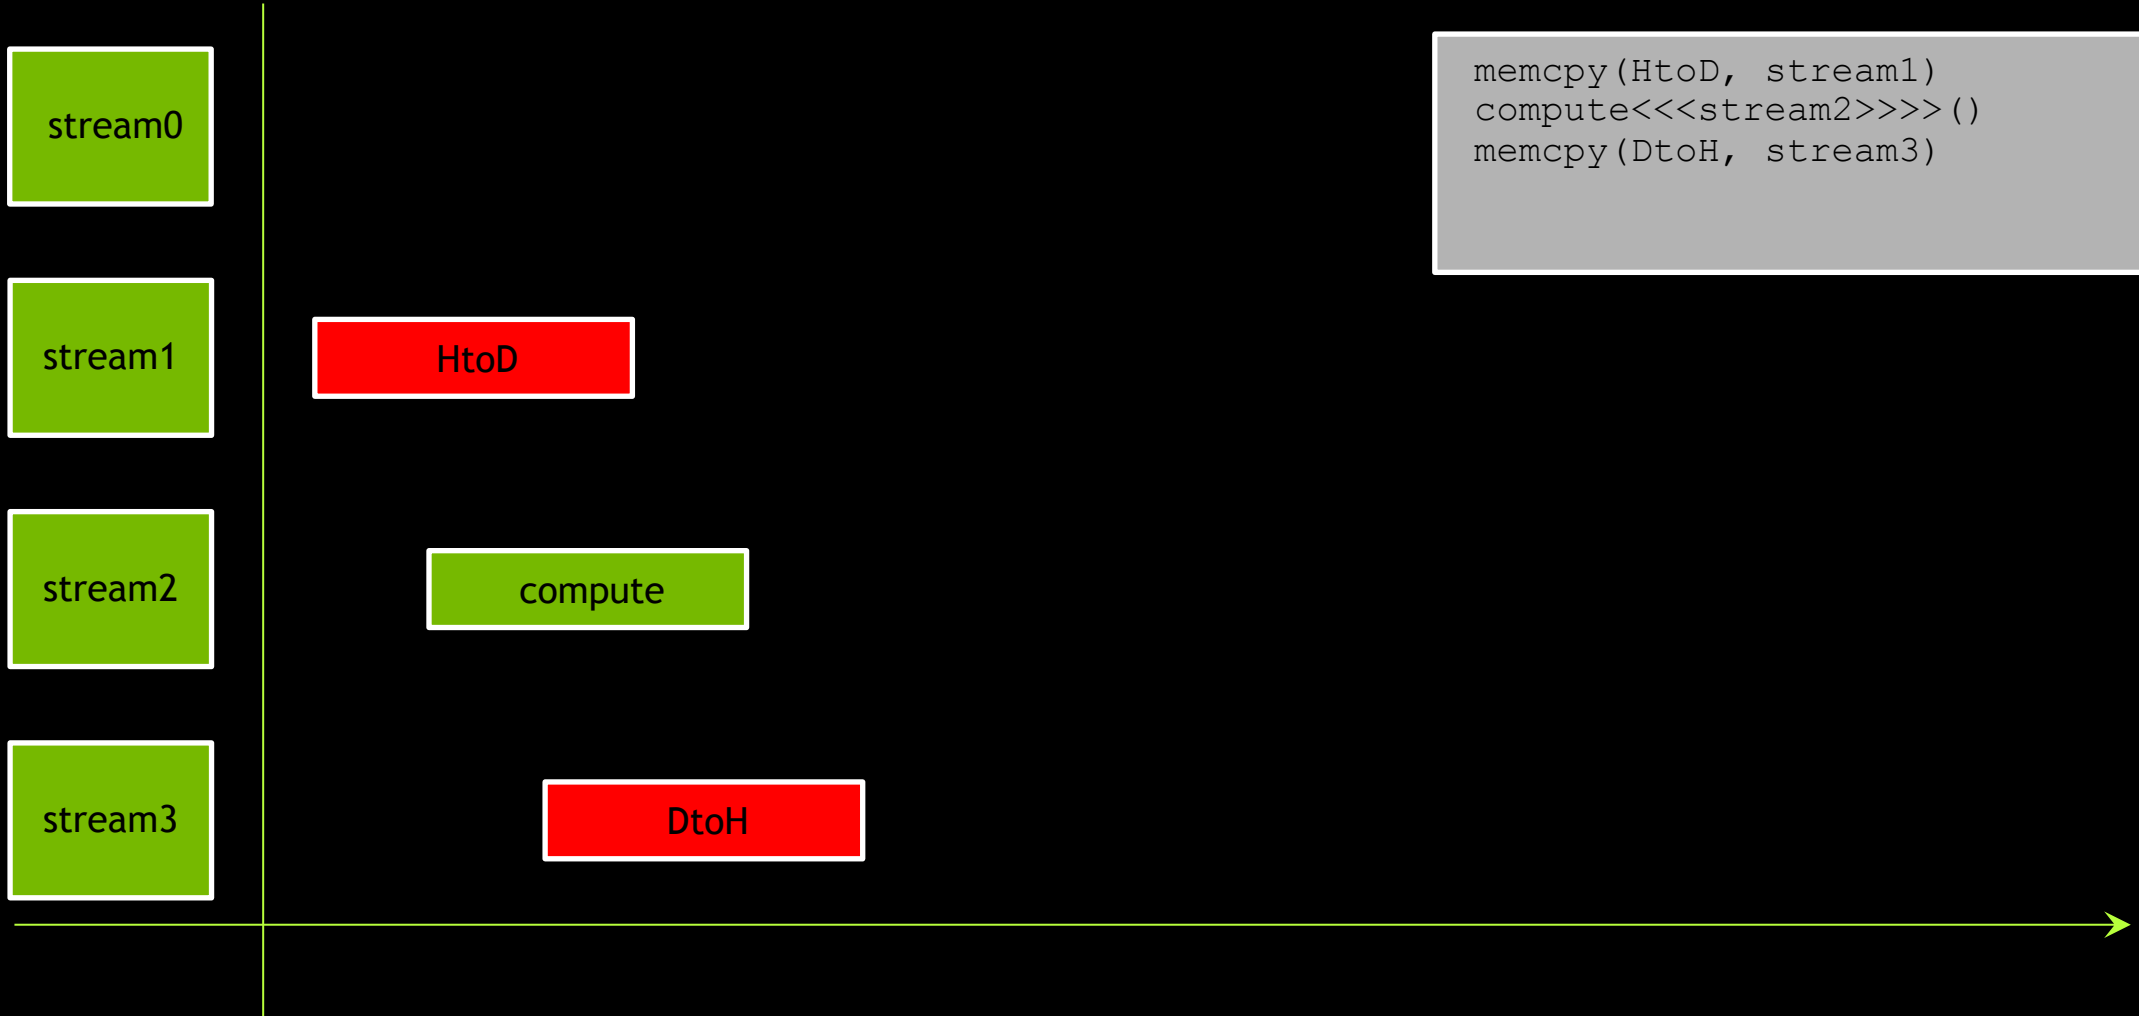 stream0
memcpy(HtoD, stream1)
compute<<<stream2>>>>()
memcpy(DtoH, stream3)
stream1
HtoD
stream2
compute
stream3
DtoH